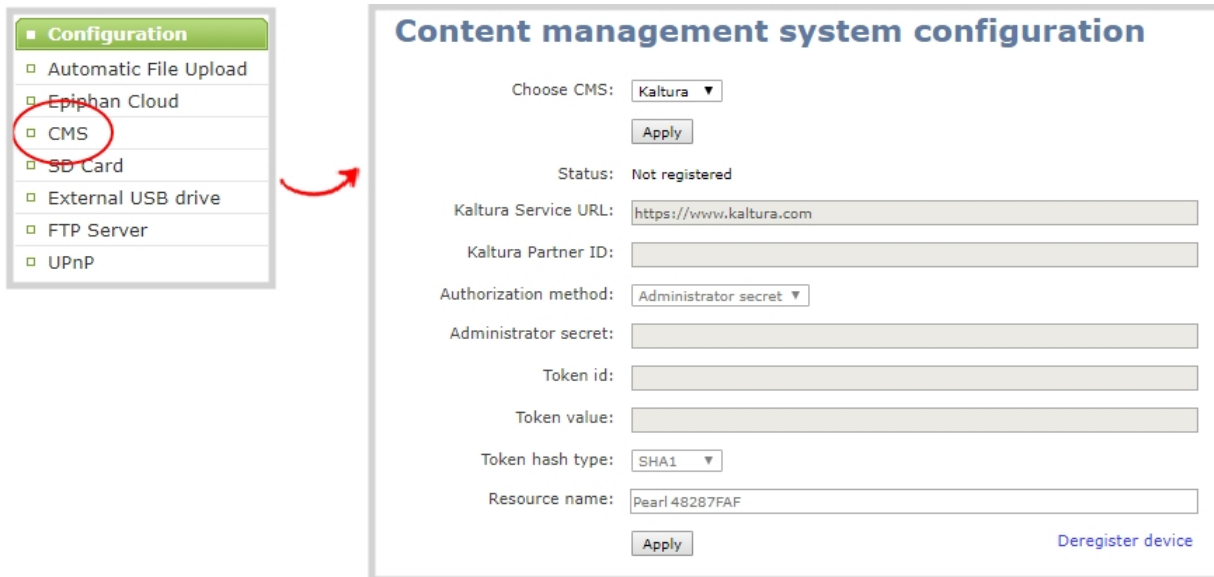 Configuration
Automatic File Upload
Epiphan Cloud
CMS
SD Card
External USB drive
FTP Server
UPnP
Content management system configuration
Choose CMS: Kaltura
Apply
Status: Not registered
Kaltura Service URL: https://www.kaltura.com
Kaltura Partner ID:
Authorization method: Administrator secret
Administrator secret:
Token id:
Token value:
Token hash type: SHA1
Resource name: Pearl 48287FAF
Apply Deregister device